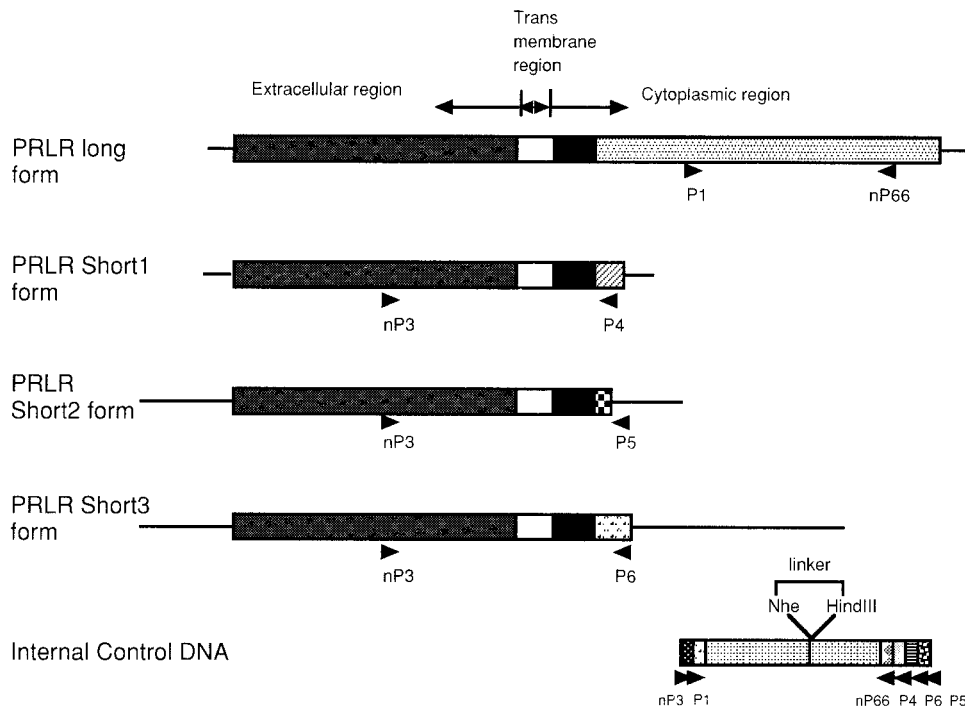 Trans
membrane
region
Extracellular region
Cytoplasmic region
PRLR long
form
P1
nP66
PRLR Short1
form
nP3
P4
PRLR
Short2 form
nP3
P5
PRLR Short3
form
nP3
P6
linker
Nhe
HindIII
Internal Control DNA
nP3
P1
nP66
P4
P6
P5